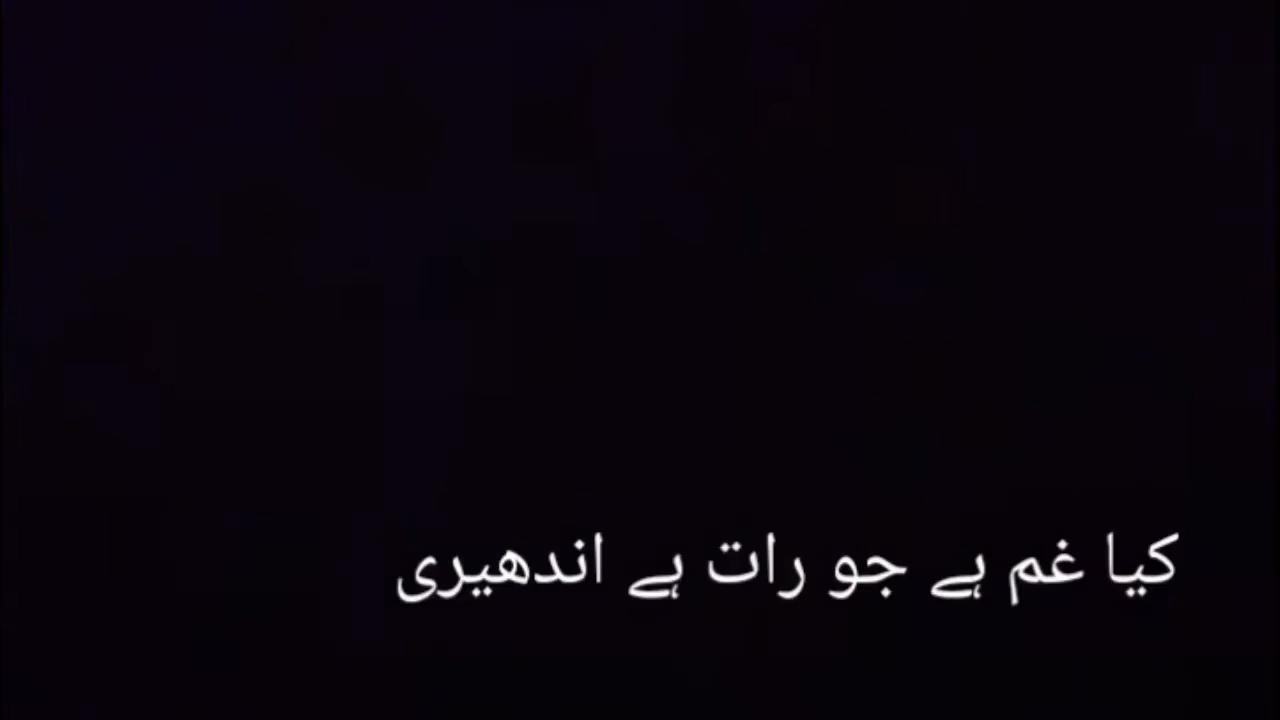 کیا غم ہے جو رات ہے اندھیری